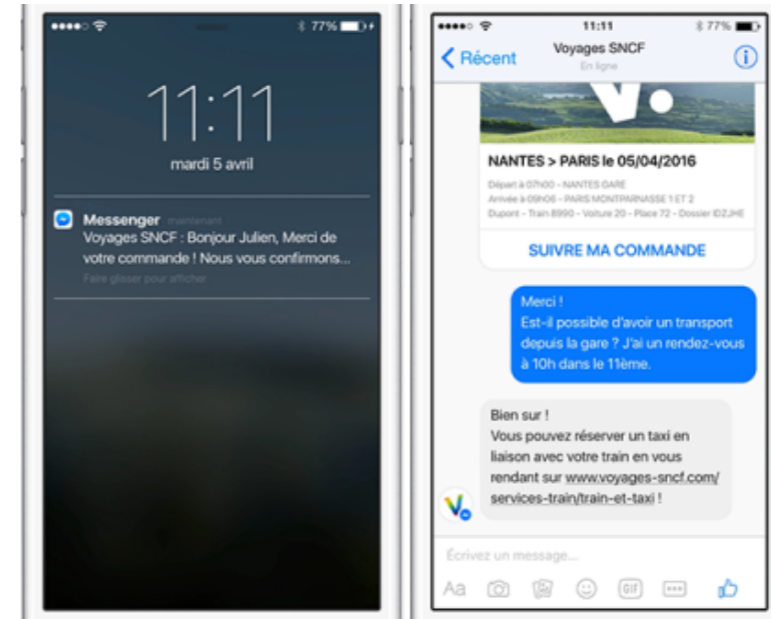 77%
11:11
mardi 5 avril
Messenger maintenant
Voyages SNCF : Bonjour Julien, Merci de
votre commande ! Nous vous confirmons...
Faire glisser pour afficher
11:11
77%
Récent
Voyages SNCF
En ligne
V.
NANTES > PARIS le 05/04/2016
Départ à 07h00 - NANTES GARE
Arrivée à 09h06 - PARIS MONTPARNASSE 1 ET 2
Dupont - Train 8990 - Voiture 20 - Place 72 - Dossier IDZJHE
SUIVRE MA COMMANDE
Merci !
Est-il possible d'avoir un transport
depuis la gare ? J'ai un rendez-vous
à 10h dans le 11ème.
Bien sur !
Vous pouvez réserver un taxi en
liaison avec votre train en vous
rendant sur www.voyages-sncf.com/
services-train/train-et-taxi !
V
Écrivez un message...
Aa
GIF